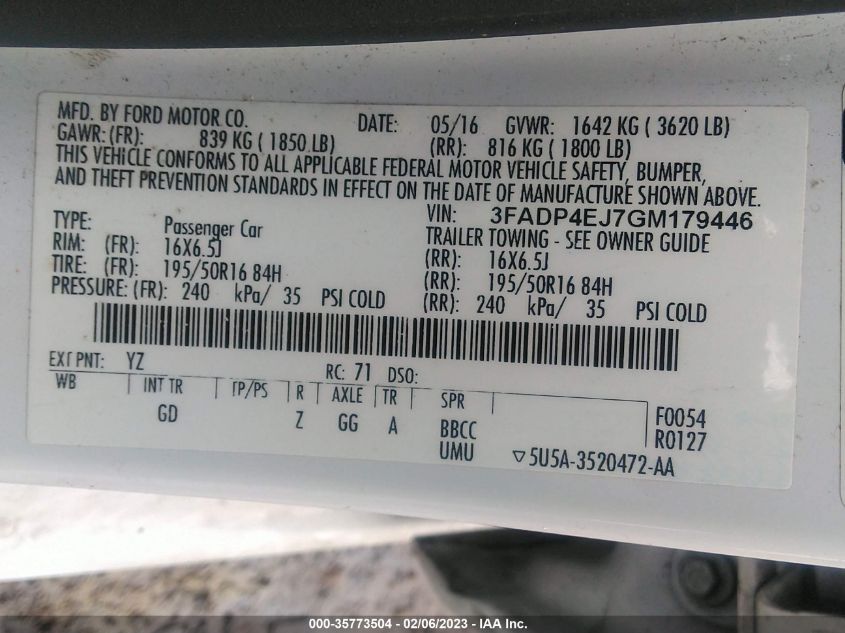 MFD. BY FORD MOTOR CO. DATE: 05/16 GVWR: 1642 KG ( 3620 LB)
GAWR: (FR): 839 KG ( 1850 LB) (RR): 816 KG ( 1800 LB)
THIS VEHICLE CONFORMS TO ALL APPLICABLE FEDERAL MOTOR VEHICLE SAFETY, BUMPER,
AND THEFT PREVENTION STANDARDS IN EFFECT ON THE DATE OF MANUFACTURE SHOWN ABOVE.
VIN: 3FADP4EJ7GM179446
TYPE: Passenger Car TRAILER TOWING - SEE OWNER GUIDE
RIM: (FR): 16X6.5J (RR): 16X6.5J
TIRE: (FR): 195/50R16 84H (RR): 195/50R16 84H
PRESSURE: (FR): 240 kPa/ 35 PSI COLD (RR): 240 kPa/ 35 PSI COLD
EXT PNT: YZ RC: 71 DSO:
WB INT TR TP/PS R AXLE TR SPR F0054
GD Z GG A BBCC R0127
UMU ▽5U5A-3520472-AA
000-35773504 - 02/06/2023 - IAA Inc.